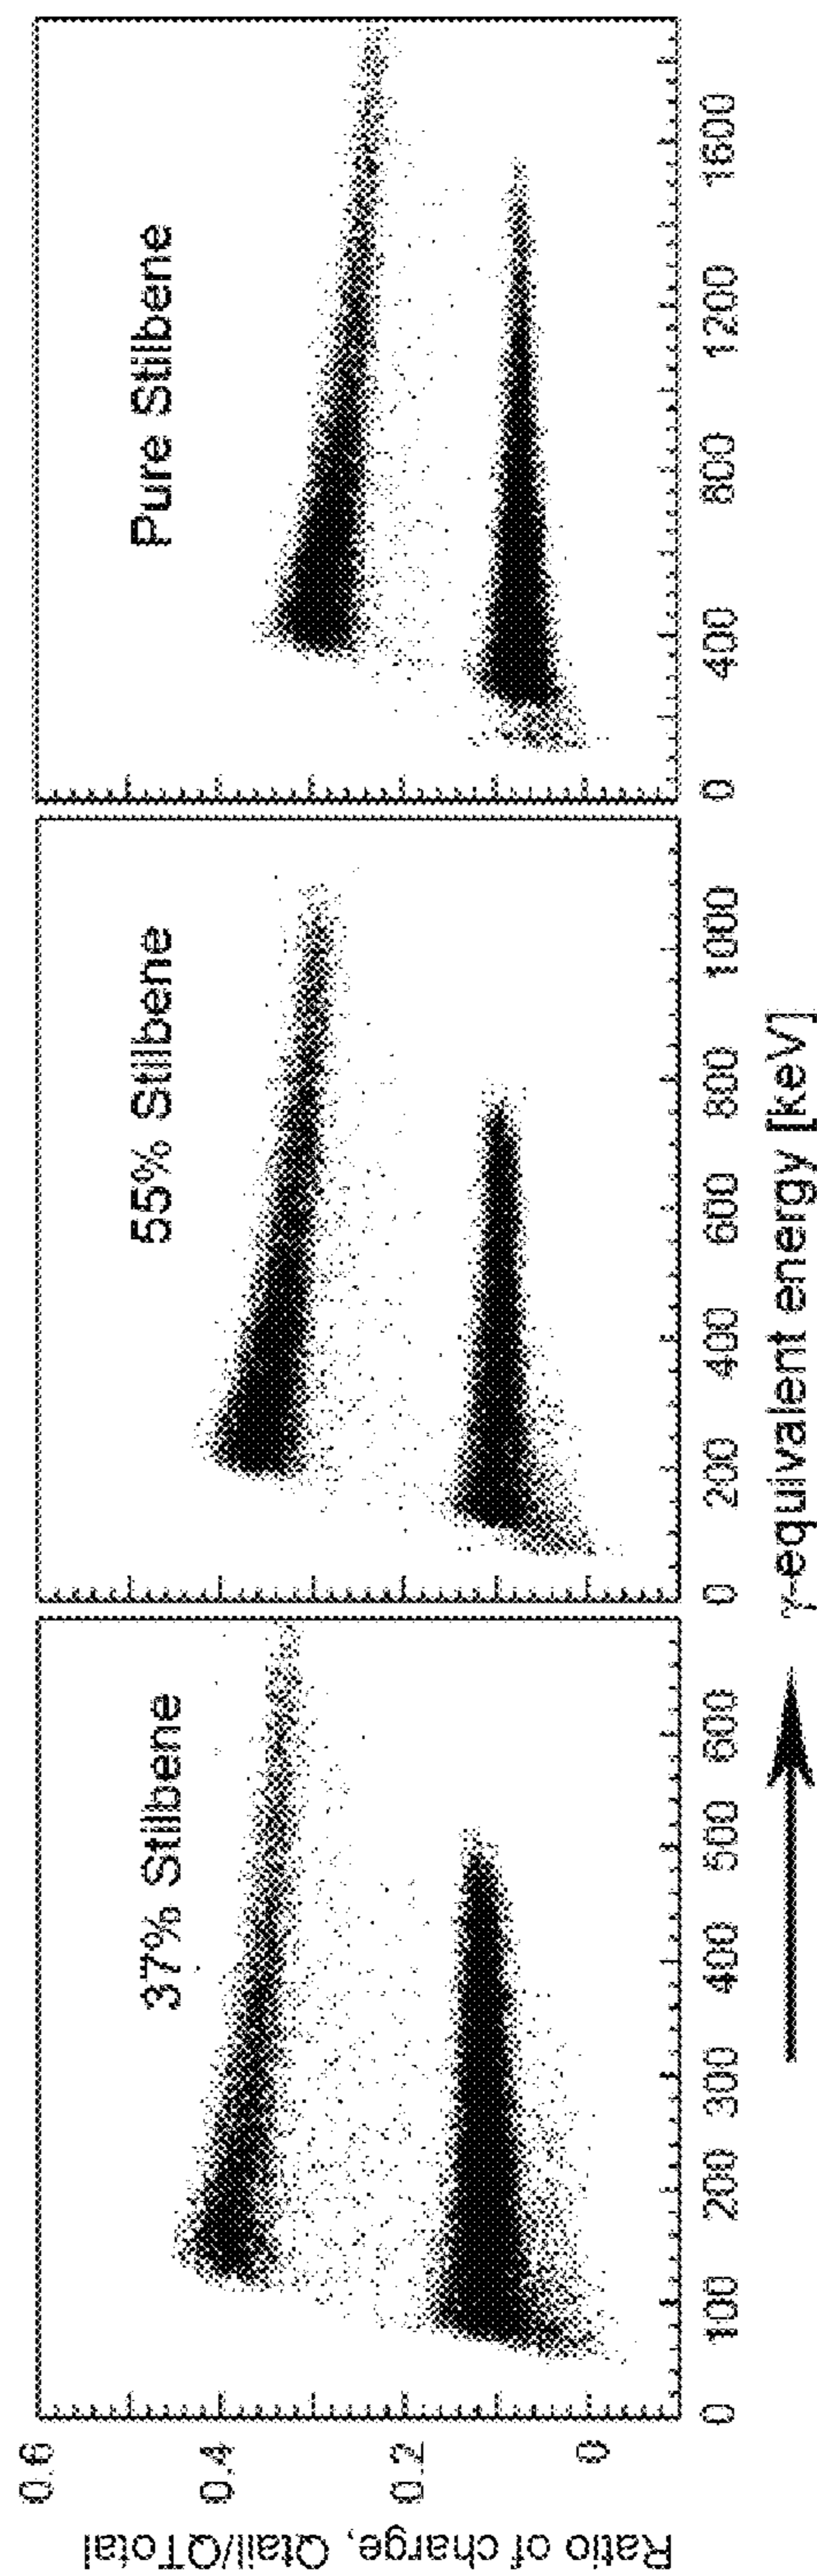 Ratio of charge, Qtail/QTotal
0.6
0.4
0.2
0
37% Stilbene
0 100 200 300 400 500 600
55% Stilbene
0 200 400 600 800 1000
Pure Stilbene
0 400 800 1200 1600
γ-equivalent energy [keV]